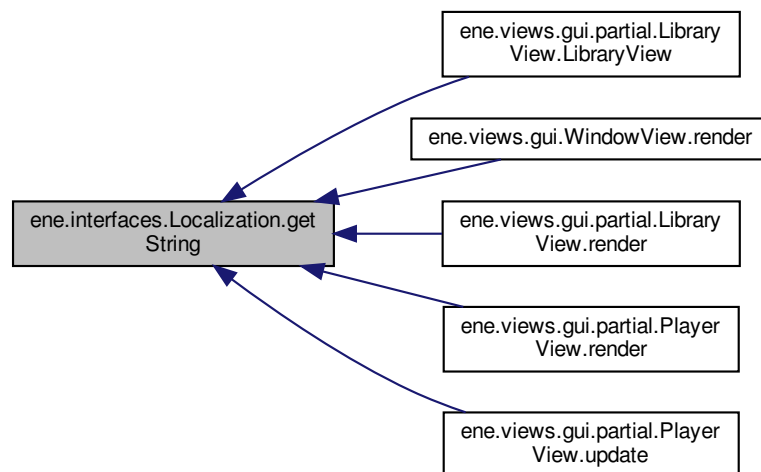 ene.views.gui.partial.Library
View.LibraryView
ene.views.gui.WindowView.render
ene.interfaces.Localization.get
String
ene.views.gui.partial.Library
View.render
ene.views.gui.partial.Player
View.render
ene.views.gui.partial.Player
View.update